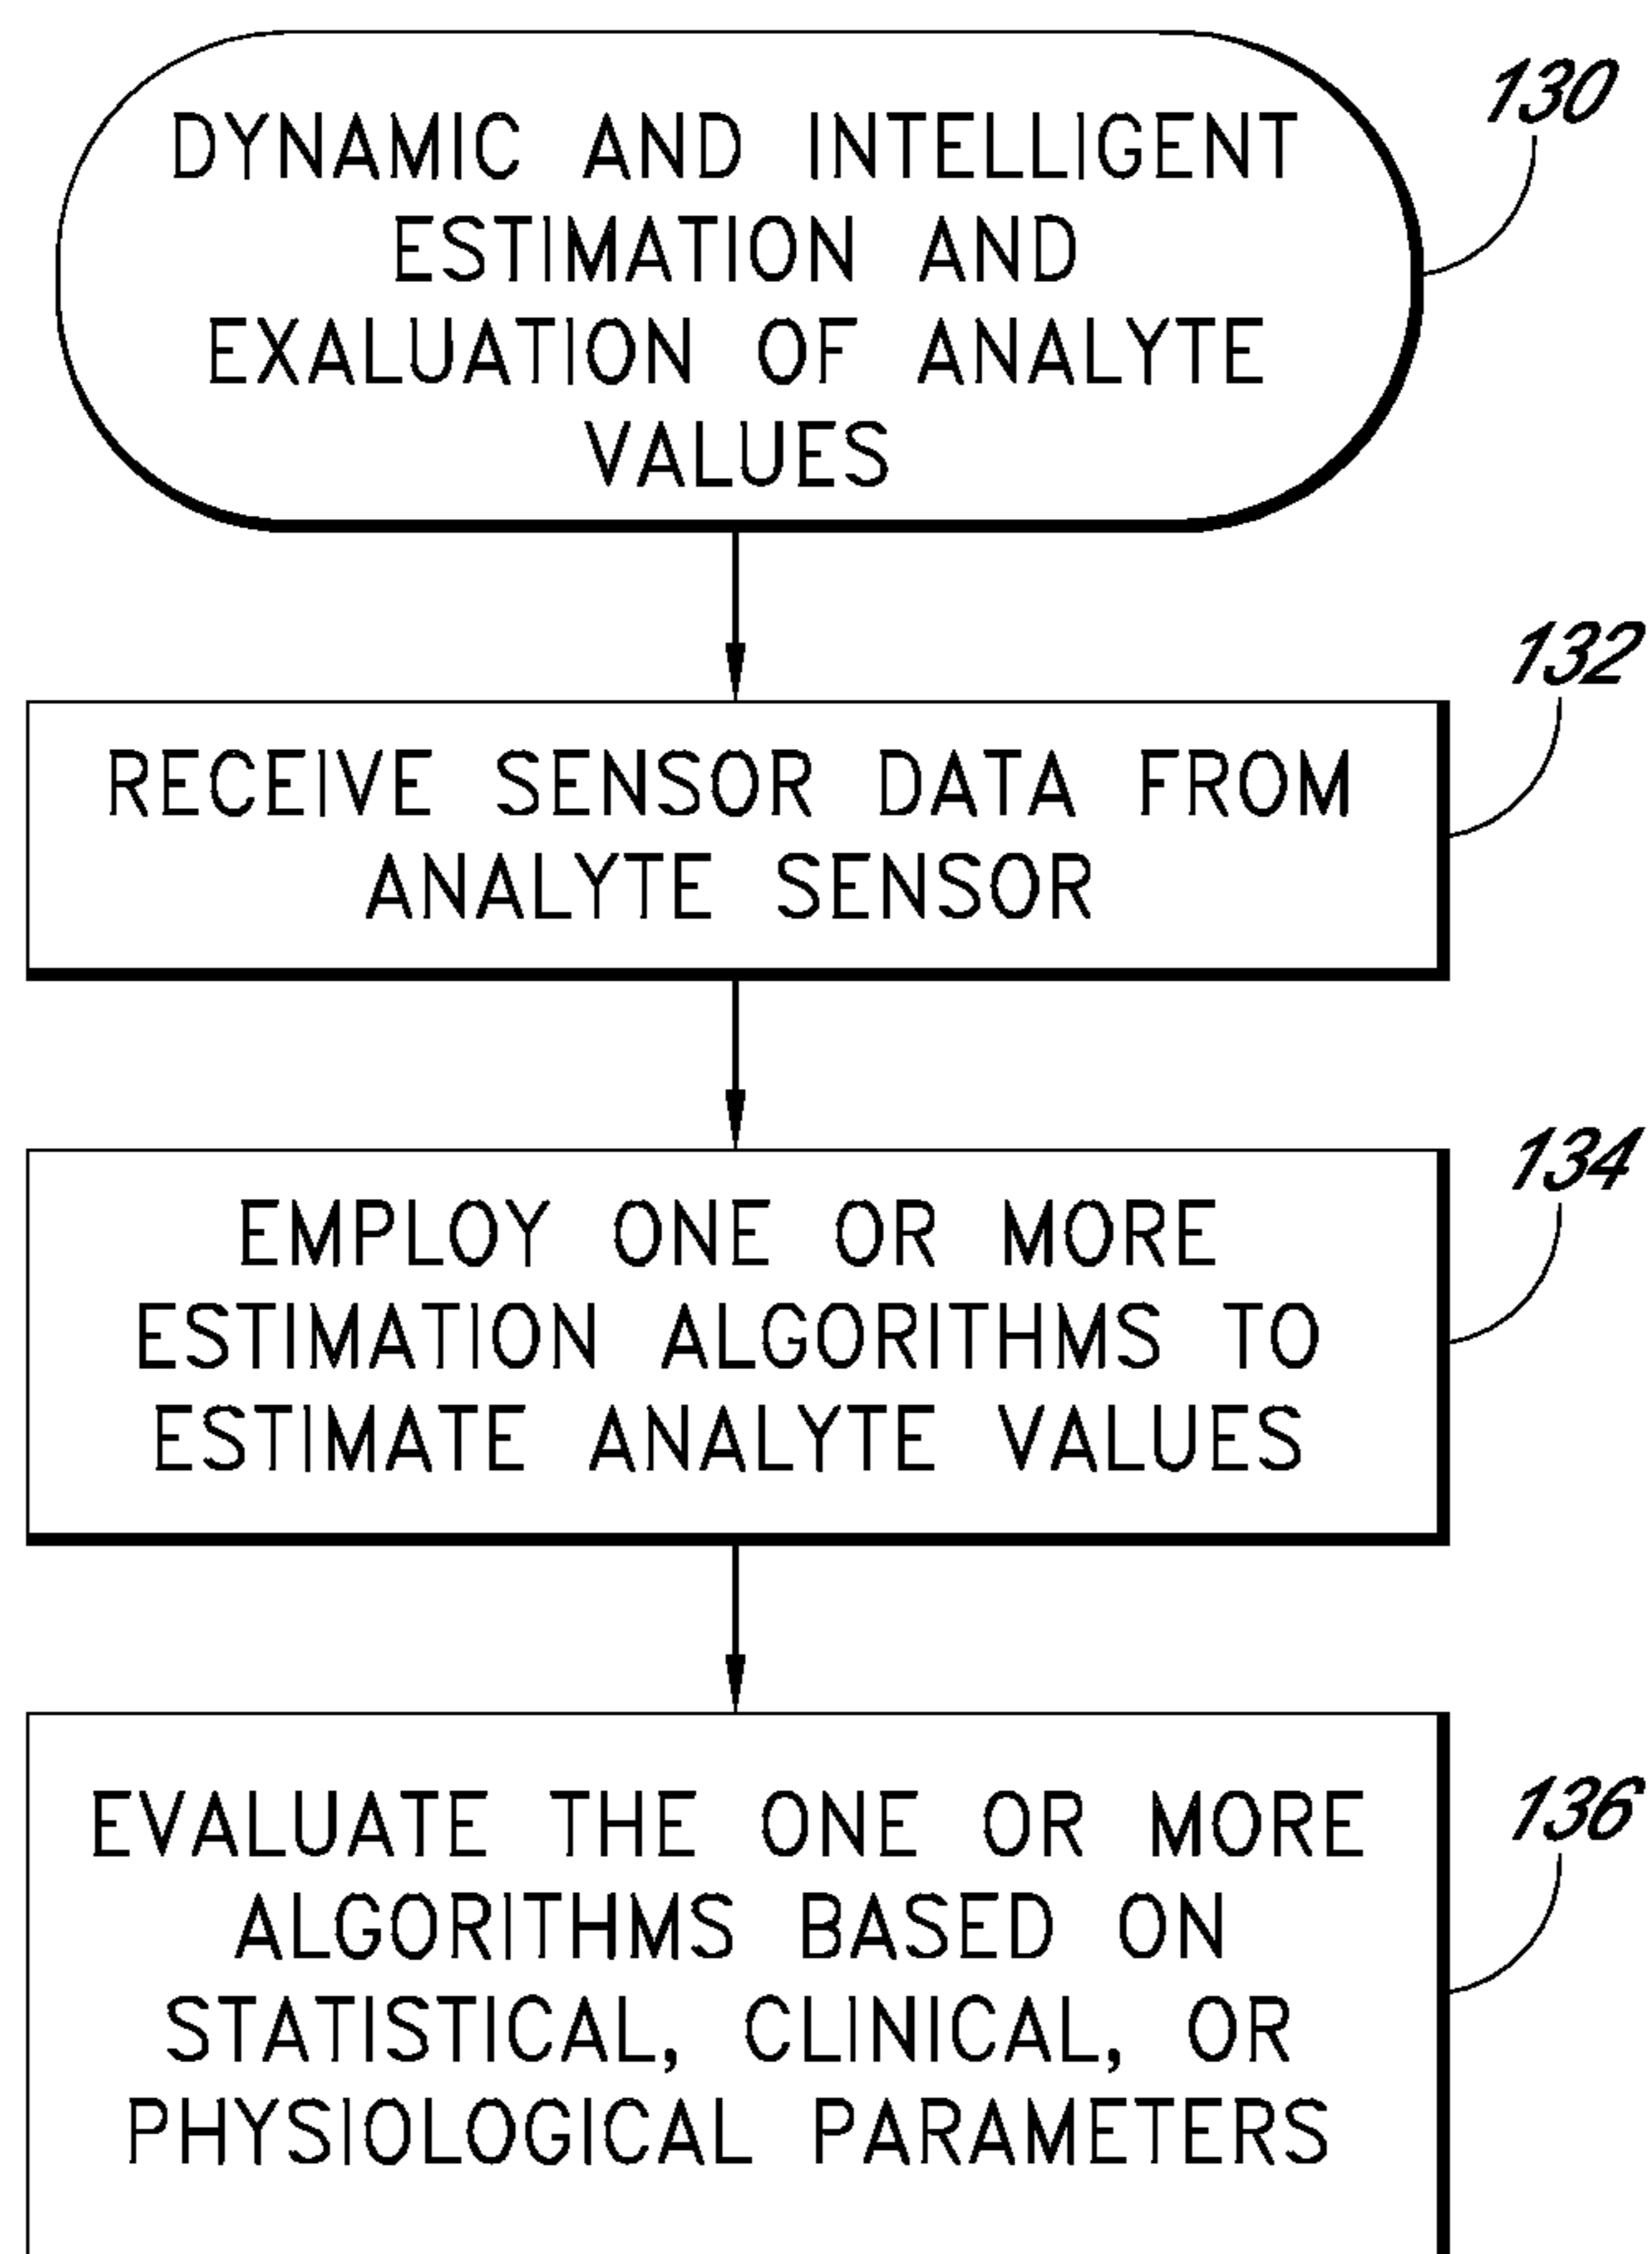 DYNAMIC AND INTELLIGENT
ESTIMATION AND
EXALUATION OF ANALYTE
VALUES
130
RECEIVE SENSOR DATA FROM
ANALYTE SENSOR
132
EMPLOY ONE OR MORE
ESTIMATION ALGORITHMS TO
ESTIMATE ANALYTE VALUES
134
EVALUATE THE ONE OR MORE
ALGORITHMS BASED ON
STATISTICAL, CLINICAL, OR
PHYSIOLOGICAL PARAMETERS
136